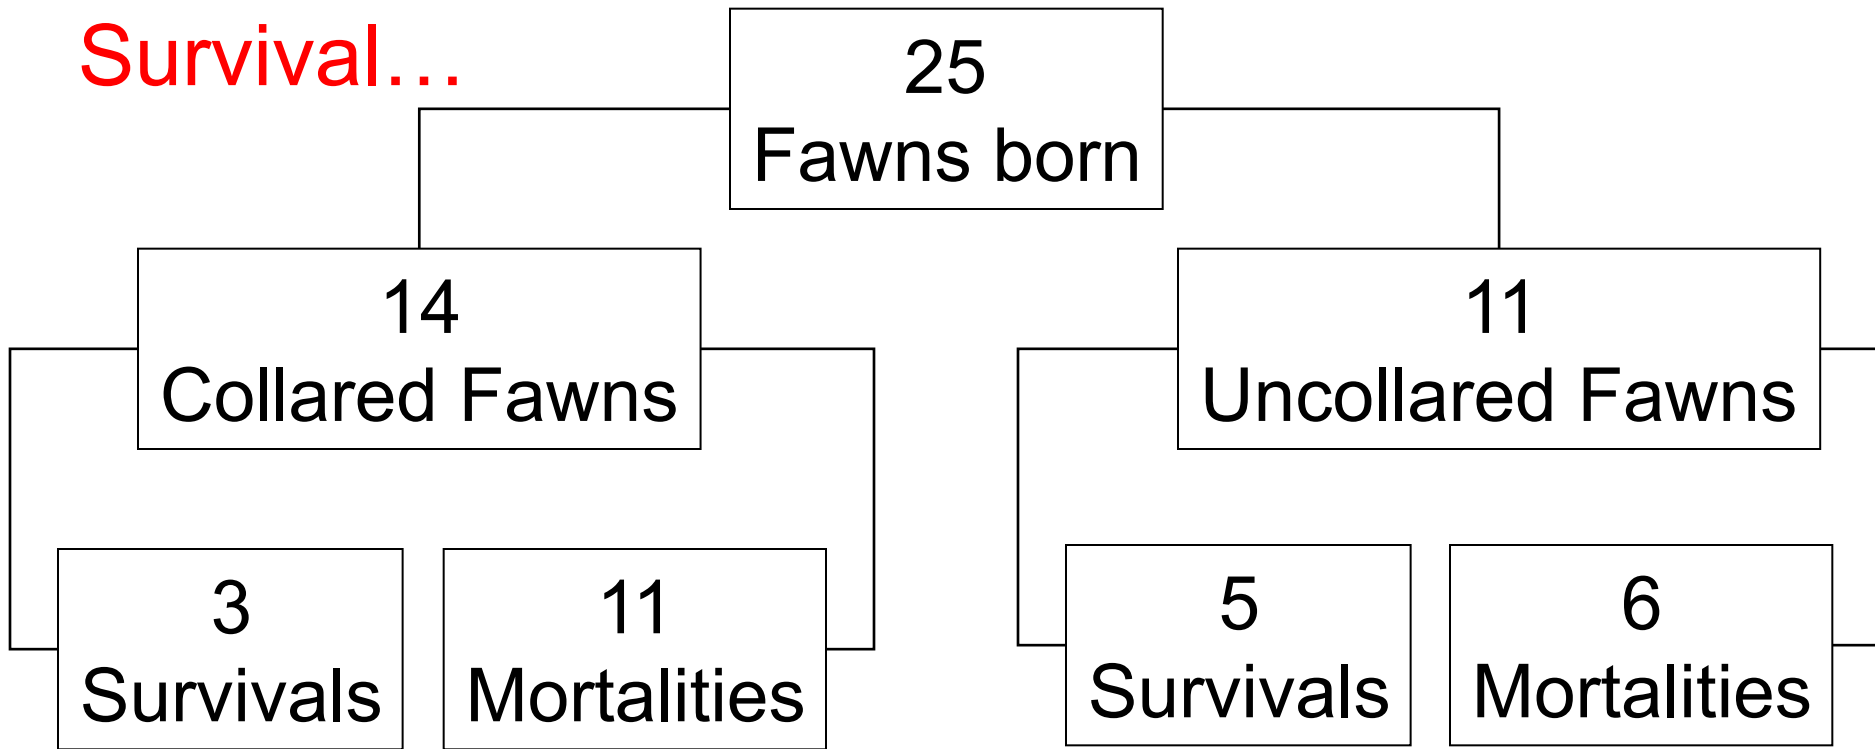 Survival…
25
Fawns born
14
Collared Fawns
11
Uncollared Fawns
3
Survivals
11
Mortalities
5
Survivals
6
Mortalities